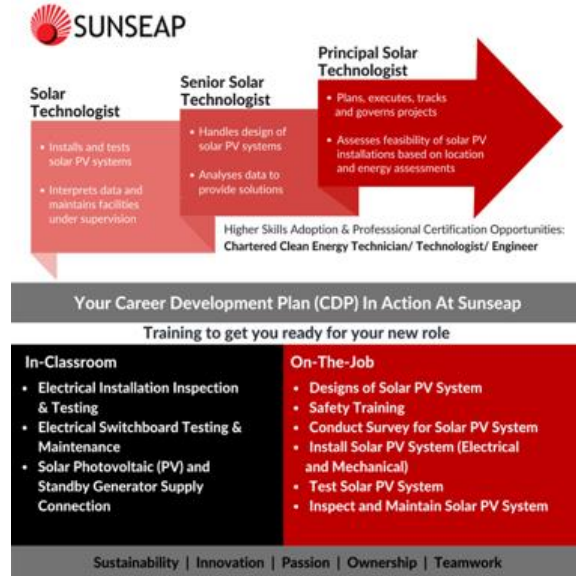 SUNSEAP
Solar
Technologist
• Installs and tests
solar PV systems
• Interprets data and
maintains facilities
under supervision
Senior Solar
Technologist
• Handles design of
solar PV systems
• Analyses data to
provide solutions
Principal Solar
Technologist
• Plans, executes, tracks
and governs projects
• Assesses feasibility of solar PV
installations based on location
and energy assessments
Higher Skills Adoption & Professsional Certification Opportunities:
Chartered Clean Energy Technician/ Technologist/ Engineer
Your Career Development Plan (CDP) In Action At Sunseap
Training to get you ready for your new role
In-Classroom
• Electrical Installation Inspection
& Testing
• Electrical Switchboard Testing &
Maintenance
• Solar Photovoltaic (PV) and
Standby Generator Supply
Connection
On-The-Job
• Designs of Solar PV System
• Safety Training
• Conduct Survey for Solar PV System
• Install Solar PV System (Electrical
and Mechanical)
• Test Solar PV System
• Inspect and Maintain Solar PV System
Sustainability | Innovation | Passion | Ownership | Teamwork